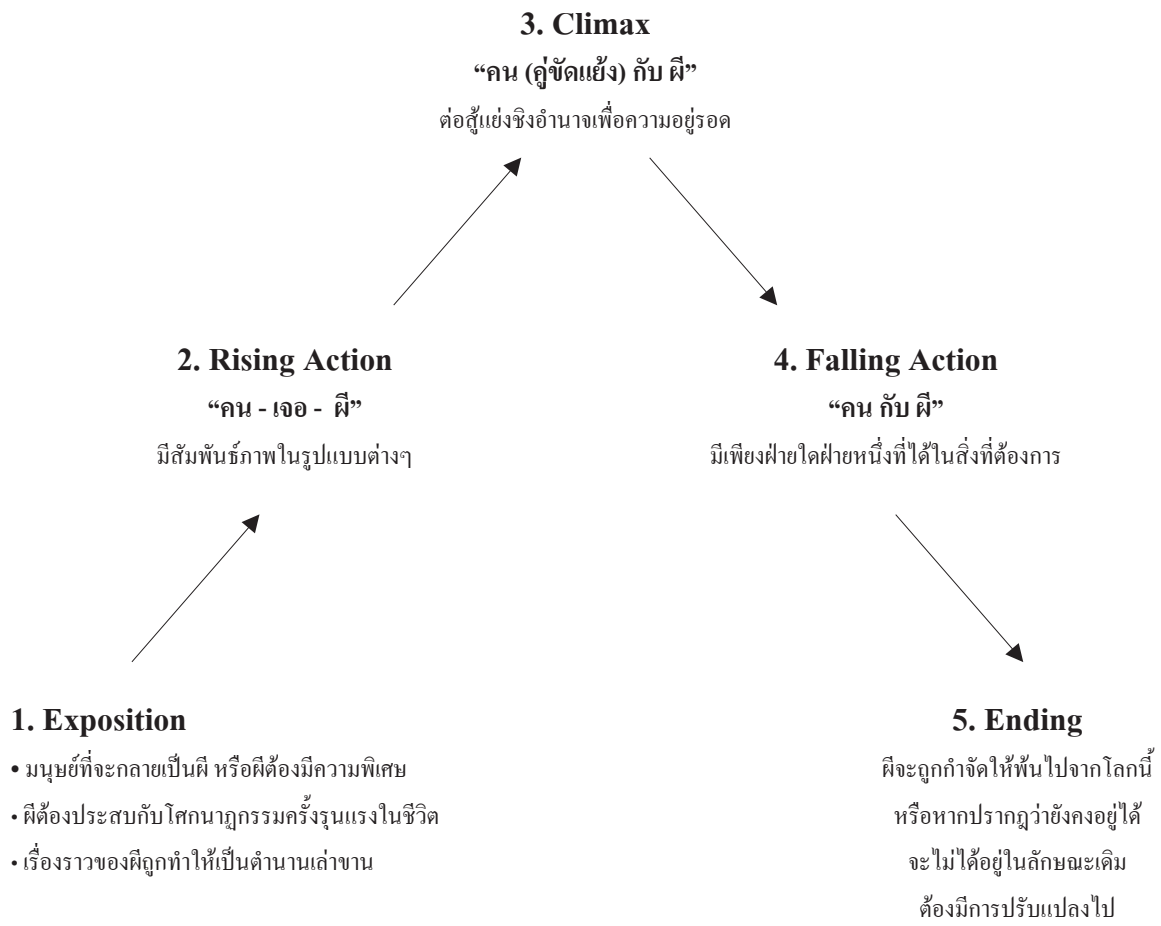 3. Climax
“คน (คู่ขัดแย้ง) กับ ผี”
ต่อสู้แย่งชิงอำนาจเพื่อความอยู่รอด
2. Rising Action
“คน - เจอ - ผี”
มีสัมพันธ์ภาพในรูปแบบต่างๆ
4. Falling Action
“คน กับ ผี”
มีเพียงฝ่ายใดฝ่ายหนึ่งที่ได้ในสิ่งที่ต้องการ
1. Exposition
• มนุษย์ที่จะกลายเป็นผี หรือผีต้องมีความพิเศษ
• ผีต้องประสบกับโศกนาฏกรรมครั้งรุนแรงในชีวิต
• เรื่องราวของผีถูกทำให้เป็นตำนานเล่าขาน
5. Ending
ผีจะถูกกำจัดให้พ้นไปจากโลกนี้
หรือหากปรากฎว่ายังคงอยู่ได้
จะไม่ได้อยู่ในลักษณะเดิม
ต้องมีการปรับแปลงไป